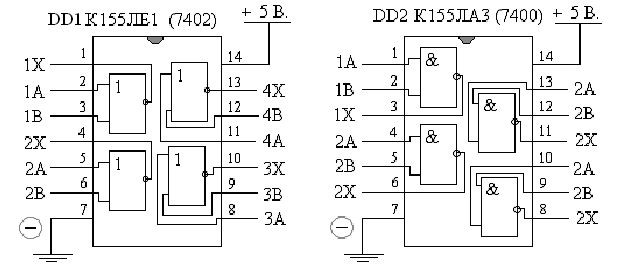 DD1 К155ЛЕ1 (7402)
+ 5 В.
1X 1
1A 2
1B 3
2X 4
2A 5
2B 6
7
1
1
1
1
14
13 4X
12 4B
11 4A
10 3X
9 3B
8 3A
DD2 К155ЛА3 (7400)
+ 5 В.
1A 1
1B 2
1X 3
2A 4
2B 5
2X 6
7
&
&
&
&
14
13 2A
12 2B
11 2X
10 2A
9 2B
8 2X